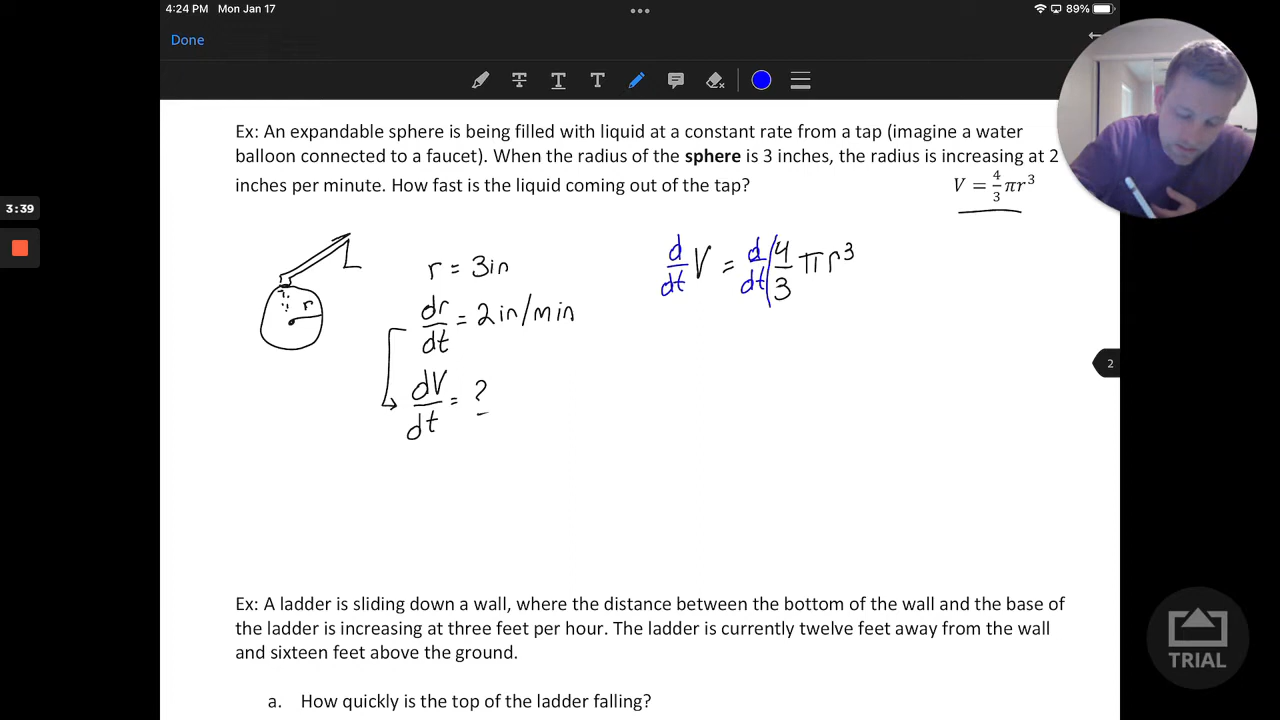 4:24 PM Mon Jan 17
89%
Done
T T T
Ex: An expandable sphere is being filled with liquid at a constant rate from a tap (imagine a water
balloon connected to a faucet). When the radius of the sphere is 3 inches, the radius is increasing at 2
inches per minute. How fast is the liquid coming out of the tap?
V = 4/3 πr³
3:39
r
r = 3in
dr/dt = 2in/min
dV/dt = ?
d/dt V = d/dt (4/3 πr³
2
Ex: A ladder is sliding down a wall, where the distance between the bottom of the wall and the base of
the ladder is increasing at three feet per hour. The ladder is currently twelve feet away from the wall
and sixteen feet above the ground.
a. How quickly is the top of the ladder falling?
TRIAL